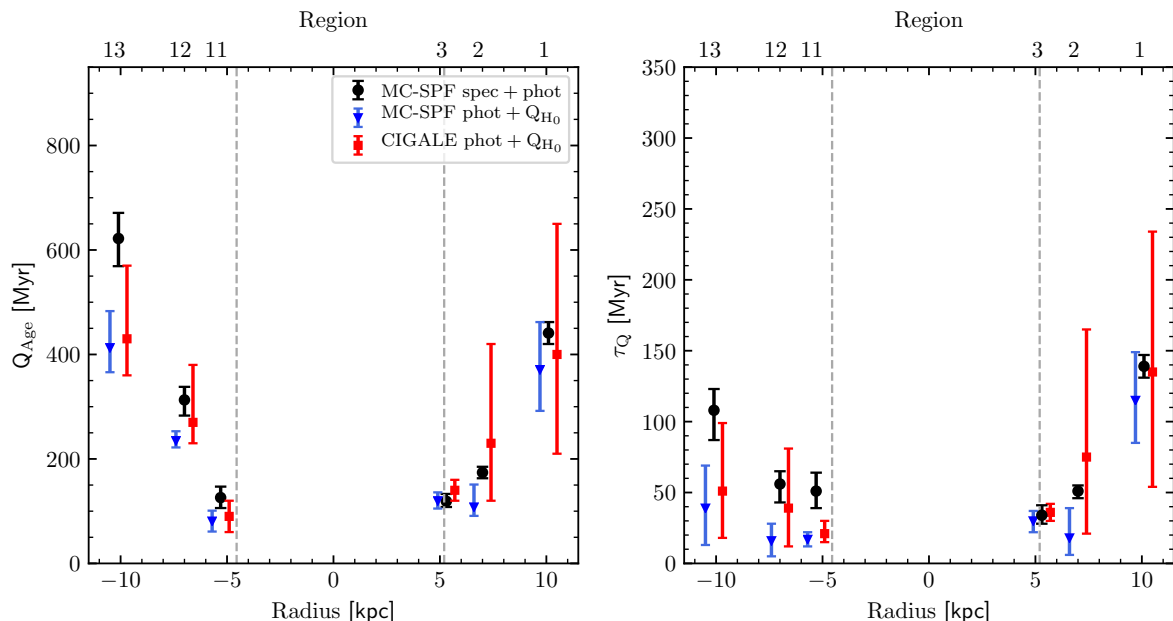 Region
13 12 11 3 2 1
MC-SPF spec + phot
MC-SPF phot + Q_H₀
CIGALE phot + Q_H₀
Q_Age [Myr]
800
600
400
200
0
−10 −5 0 5 10
Radius [kpc]
Region
13 12 11 3 2 1
τ_Q [Myr]
350
300
250
200
150
100
50
0
−10 −5 0 5 10
Radius [kpc]